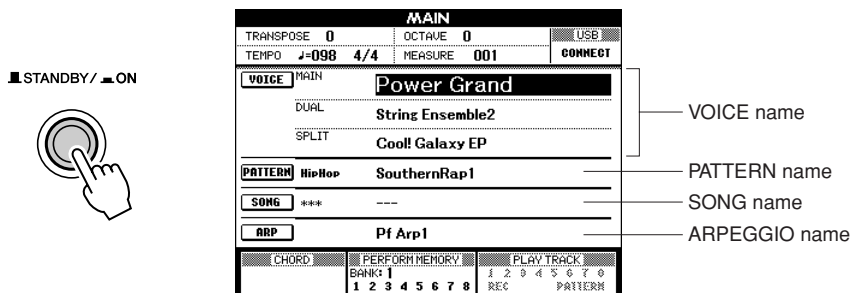 STANDBY/ ON
MAIN
TRANSPOSE 0 OCTAVE 0 USB
TEMPO ♩=098 4/4 MEASURE 001 CONNECT
VOICE MAIN Power Grand
DUAL String Ensemble2
SPLIT Cool! Galaxy EP
VOICE name
PATTERN HipHop SouthernRap1 PATTERN name
SONG *** --- SONG name
ARP Pf Arp1 ARPEGGIO name
CHORD PERFORM MEMORY PLAY TRACK
BANK: 1 1 2 3 4 5 6 7 8
1 2 3 4 5 6 7 8 REC PATTERN